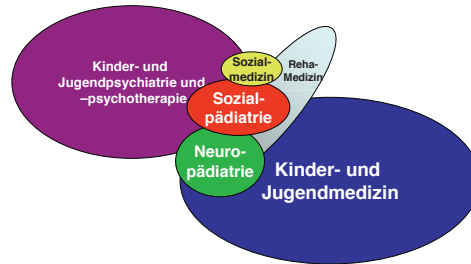 Kinder- und
Jugendpsychiatrie und
–psychotherapie
Sozial-
medizin
Reha-
Medizin
Sozial-
pädiatrie
Neuro-
pädiatrie
Kinder- und
Jugendmedizin